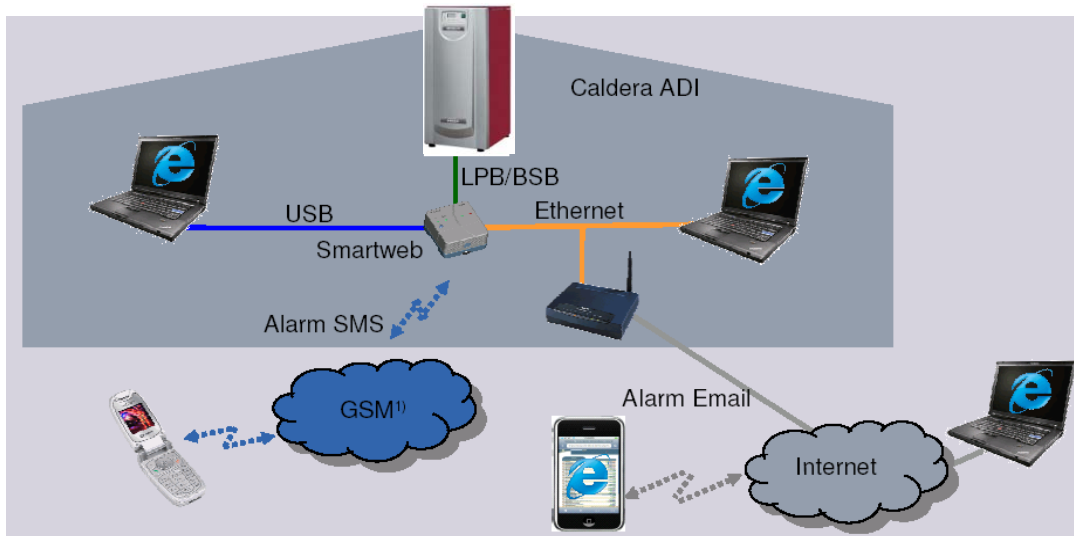 Caldera ADI
LPB/BSB
USB
Ethernet
Smartweb
Alarm SMS
GSM¹⁾
Alarm Email
Internet